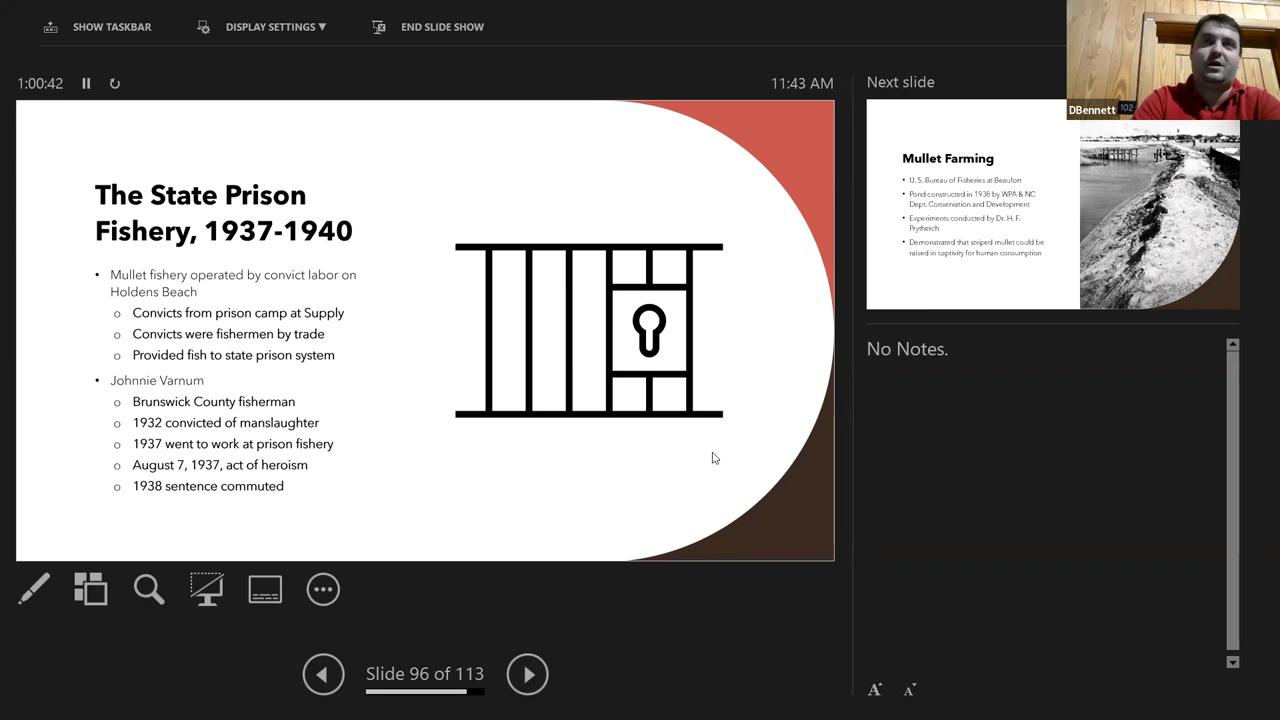 SHOW TASKBAR
DISPLAY SETTINGS ▼
END SLIDE SHOW
1:00:42
11:43 AM
Next slide
DBennett
102
The State Prison
Fishery, 1937-1940
• Mullet fishery operated by convict labor on
Holdens Beach
o Convicts from prison camp at Supply
o Convicts were fishermen by trade
o Provided fish to state prison system
• Johnnie Varnum
o Brunswick County fisherman
o 1932 convicted of manslaughter
o 1937 went to work at prison fishery
o August 7, 1937, act of heroism
o 1938 sentence commuted
Mullet Farming
• U. S. Bureau of Fisheries at Beaufort
• Pond constructed in 1938 by WPA & NC
Dept. Conservation and Development
• Experiments conducted by Dr. H. F.
Prytherch
• Demonstrated that striped mullet could be
raised in captivity for human consumption
No Notes.
Slide 96 of 113
A A